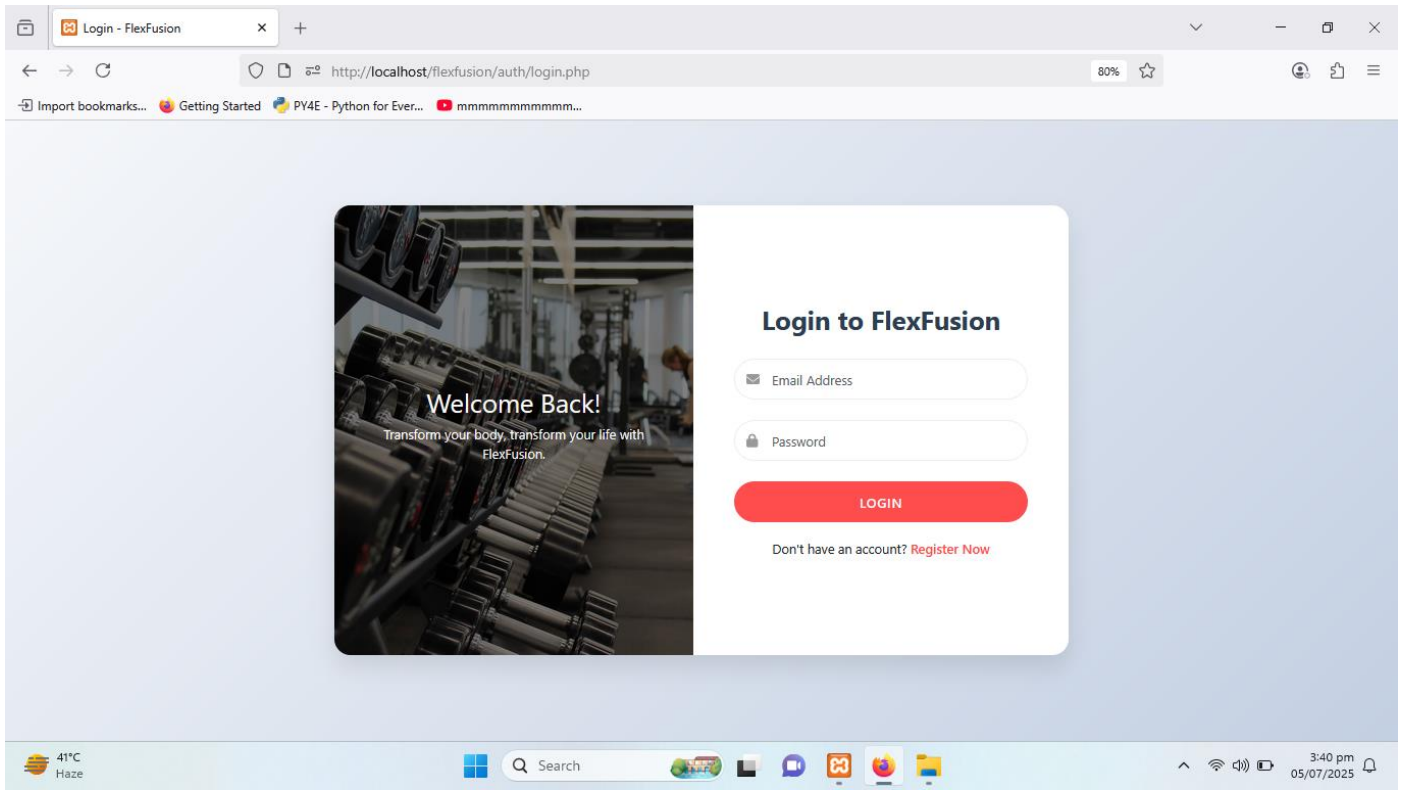 Login - FlexFusion
http://localhost/flexfusion/auth/login.php
80%
Import bookmarks... Getting Started PY4E - Python for Ever... mmmmmmmmmmm...
Login to FlexFusion
Email Address
Welcome Back!
Transform your body, transform your life with
FlexFusion.
Password
LOGIN
Don't have an account? Register Now
41°C
Haze
Search
3:40 pm
05/07/2025